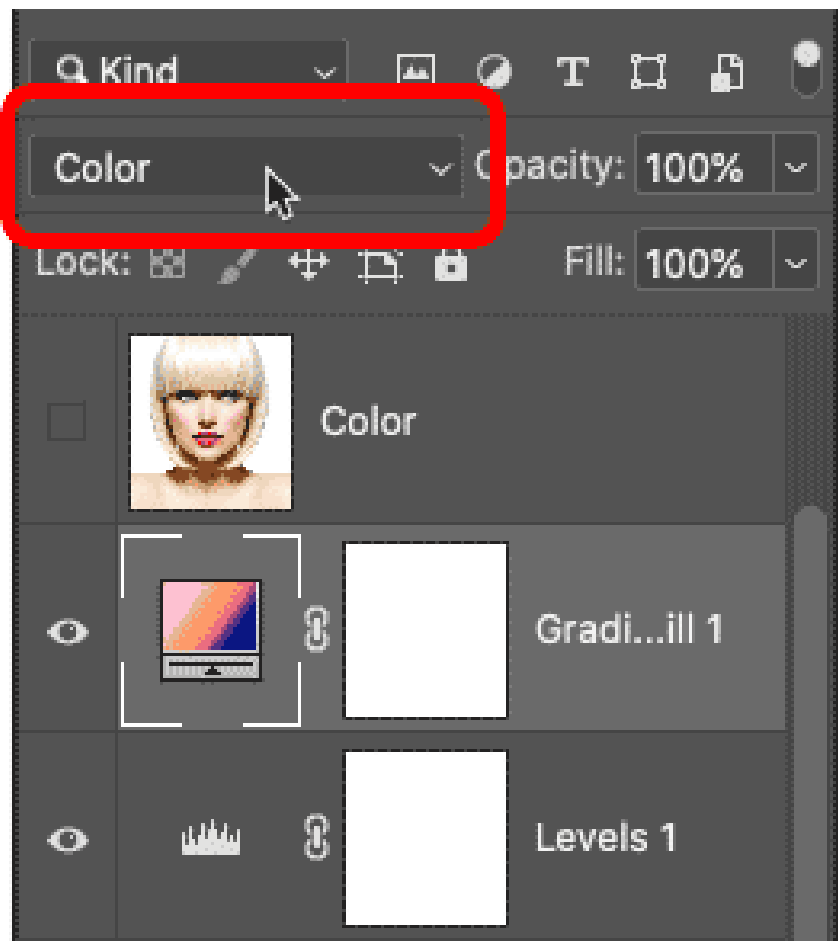 Kind T
Color Opacity: 100%
Lock: Fill: 100%
Color
Gradi...ill 1
Levels 1